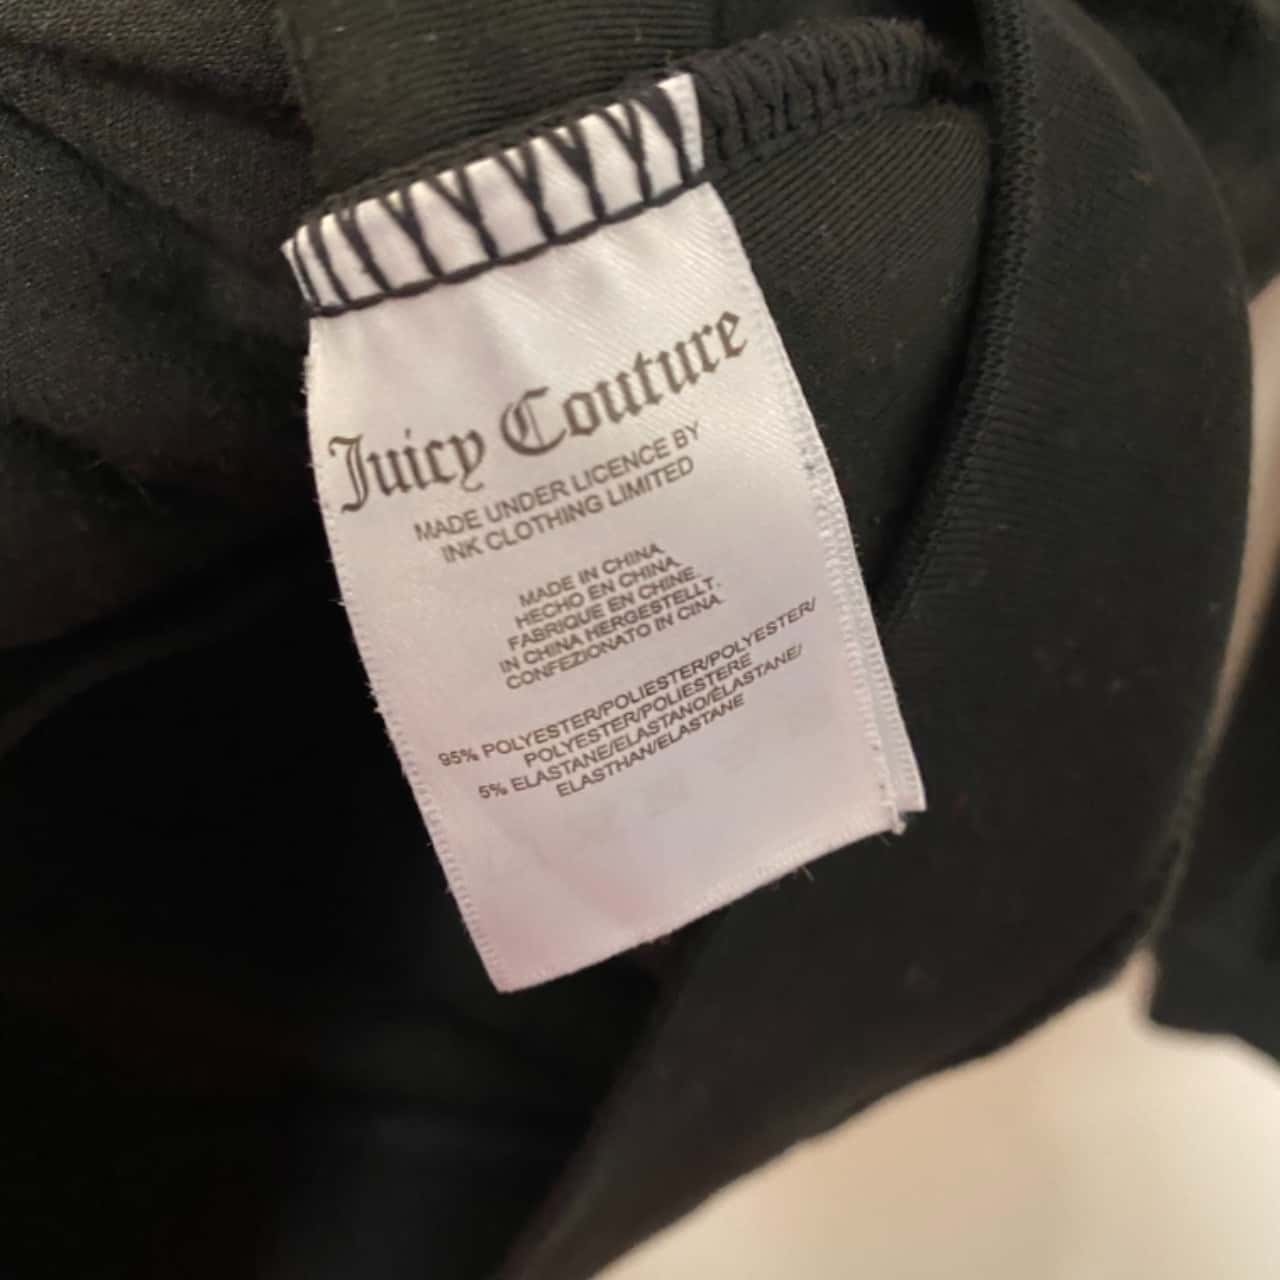 Juicy Couture
MADE UNDER LICENCE BY
INK CLOTHING LIMITED
MADE IN CHINA.
HECHO EN CHINA.
FABRIQUE EN CHINE.
IN CHINA HERGESTELLT.
CONFEZIONATO IN CINA.
95% POLYESTER/POLIESTER/POLYESTER/
POLYESTER/POLIESTERE
5% ELASTANE/ELASTANO/ÉLASTANE/
ELASTHAN/ELASTANE